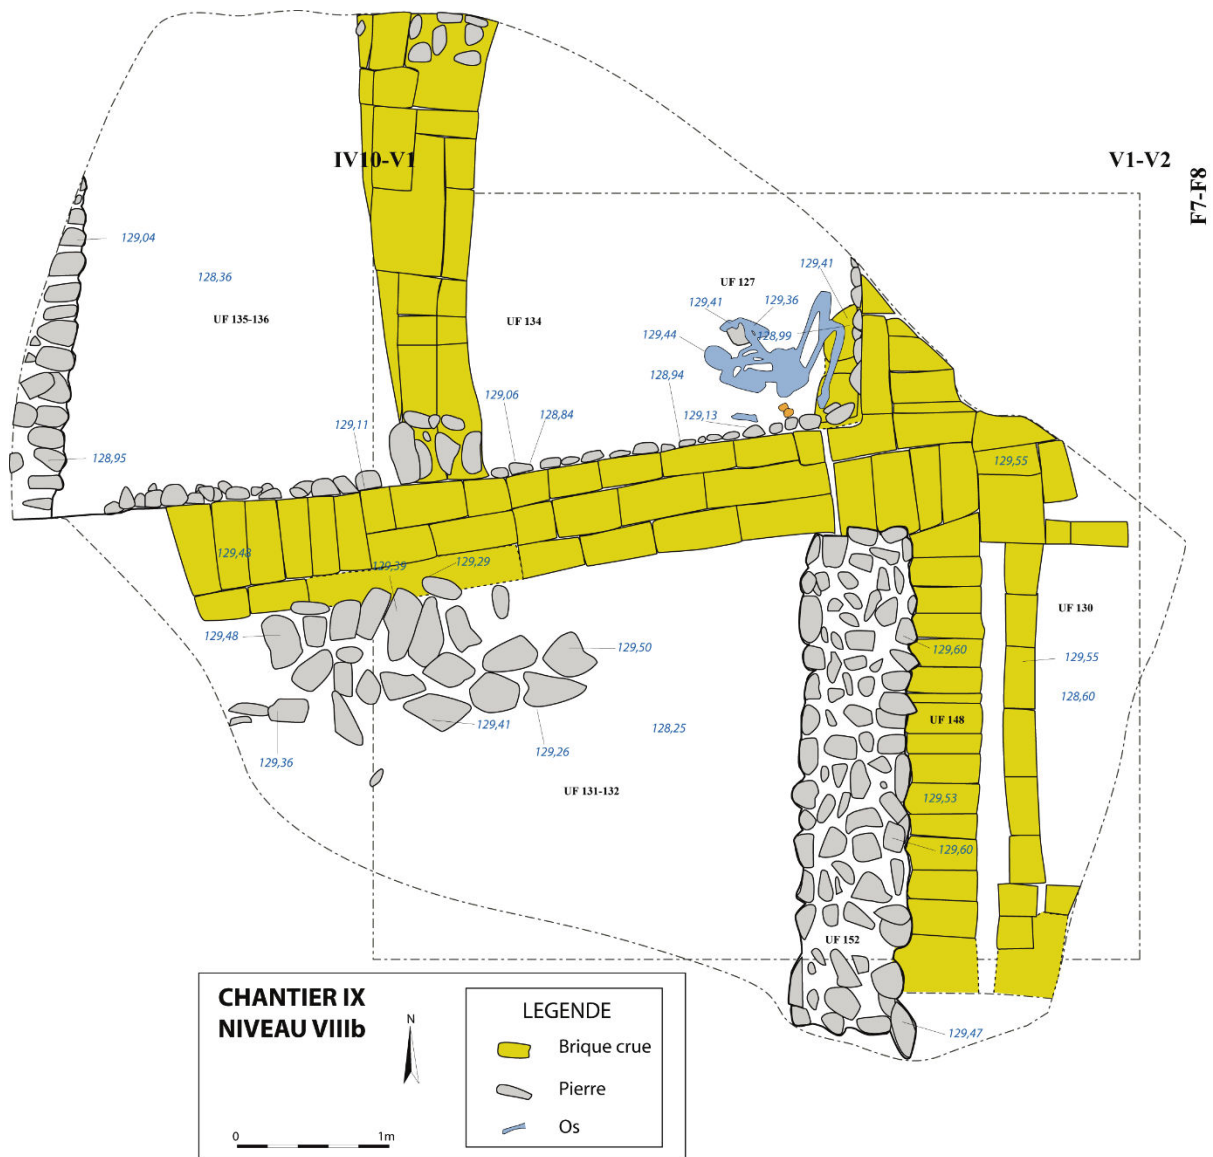 IV10-V1
V1-V2
F7-F8
129,04
128,36
UF 135-136
UF 134
UF 127
129,41
129,41
129,36
129,44
128,99
128,94
129,06
128,84
129,13
129,11
128,95
129,55
129,48
129,39
129,29
129,48
129,50
129,60
UF 130
129,55
128,60
129,41
129,26
128,25
UF 148
129,36
UF 131-132
129,53
129,60
UF 152
129,47
CHANTIER IX
NIVEAU VIIIb
N
0
1m
LEGENDE
Brique crue
Pierre
Os